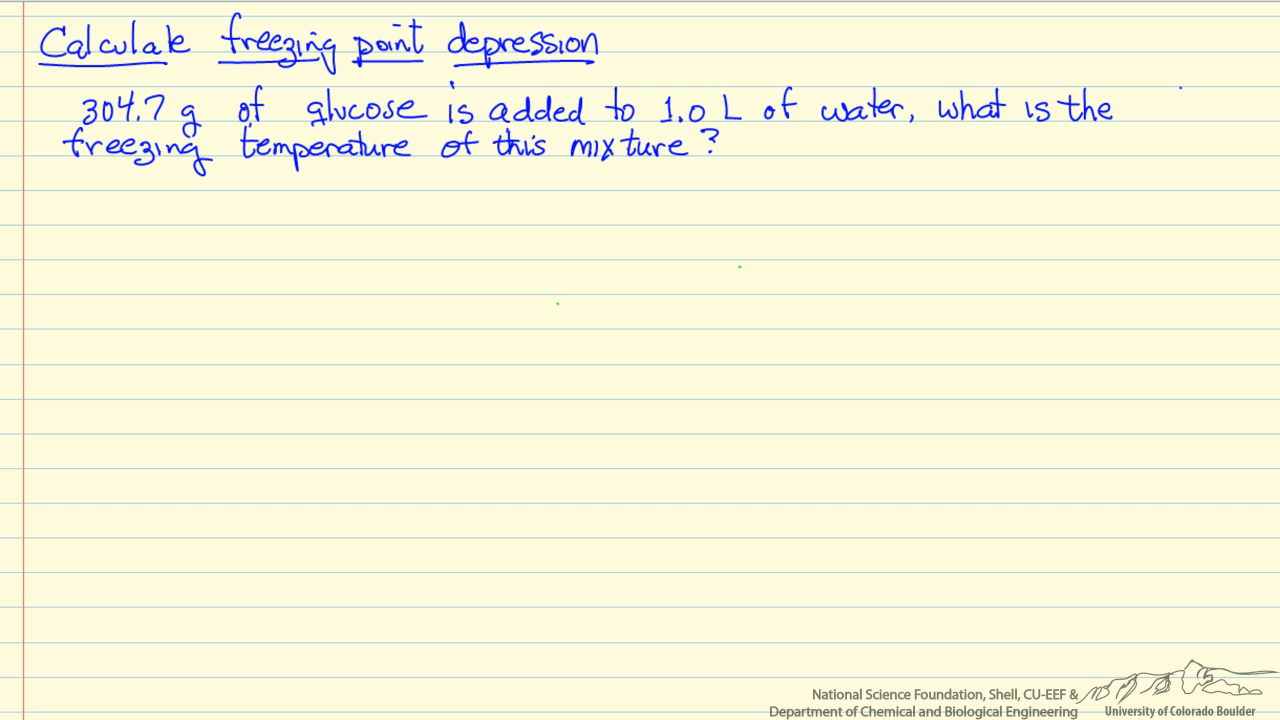 Calculate freezing point depression
304.7 g of glucose is added to 1.0 L of water, what is the
freezing temperature of this mixture?
National Science Foundation, Shell, CU-EEF &
Department of Chemical and Biological Engineering
University of Colorado Boulder